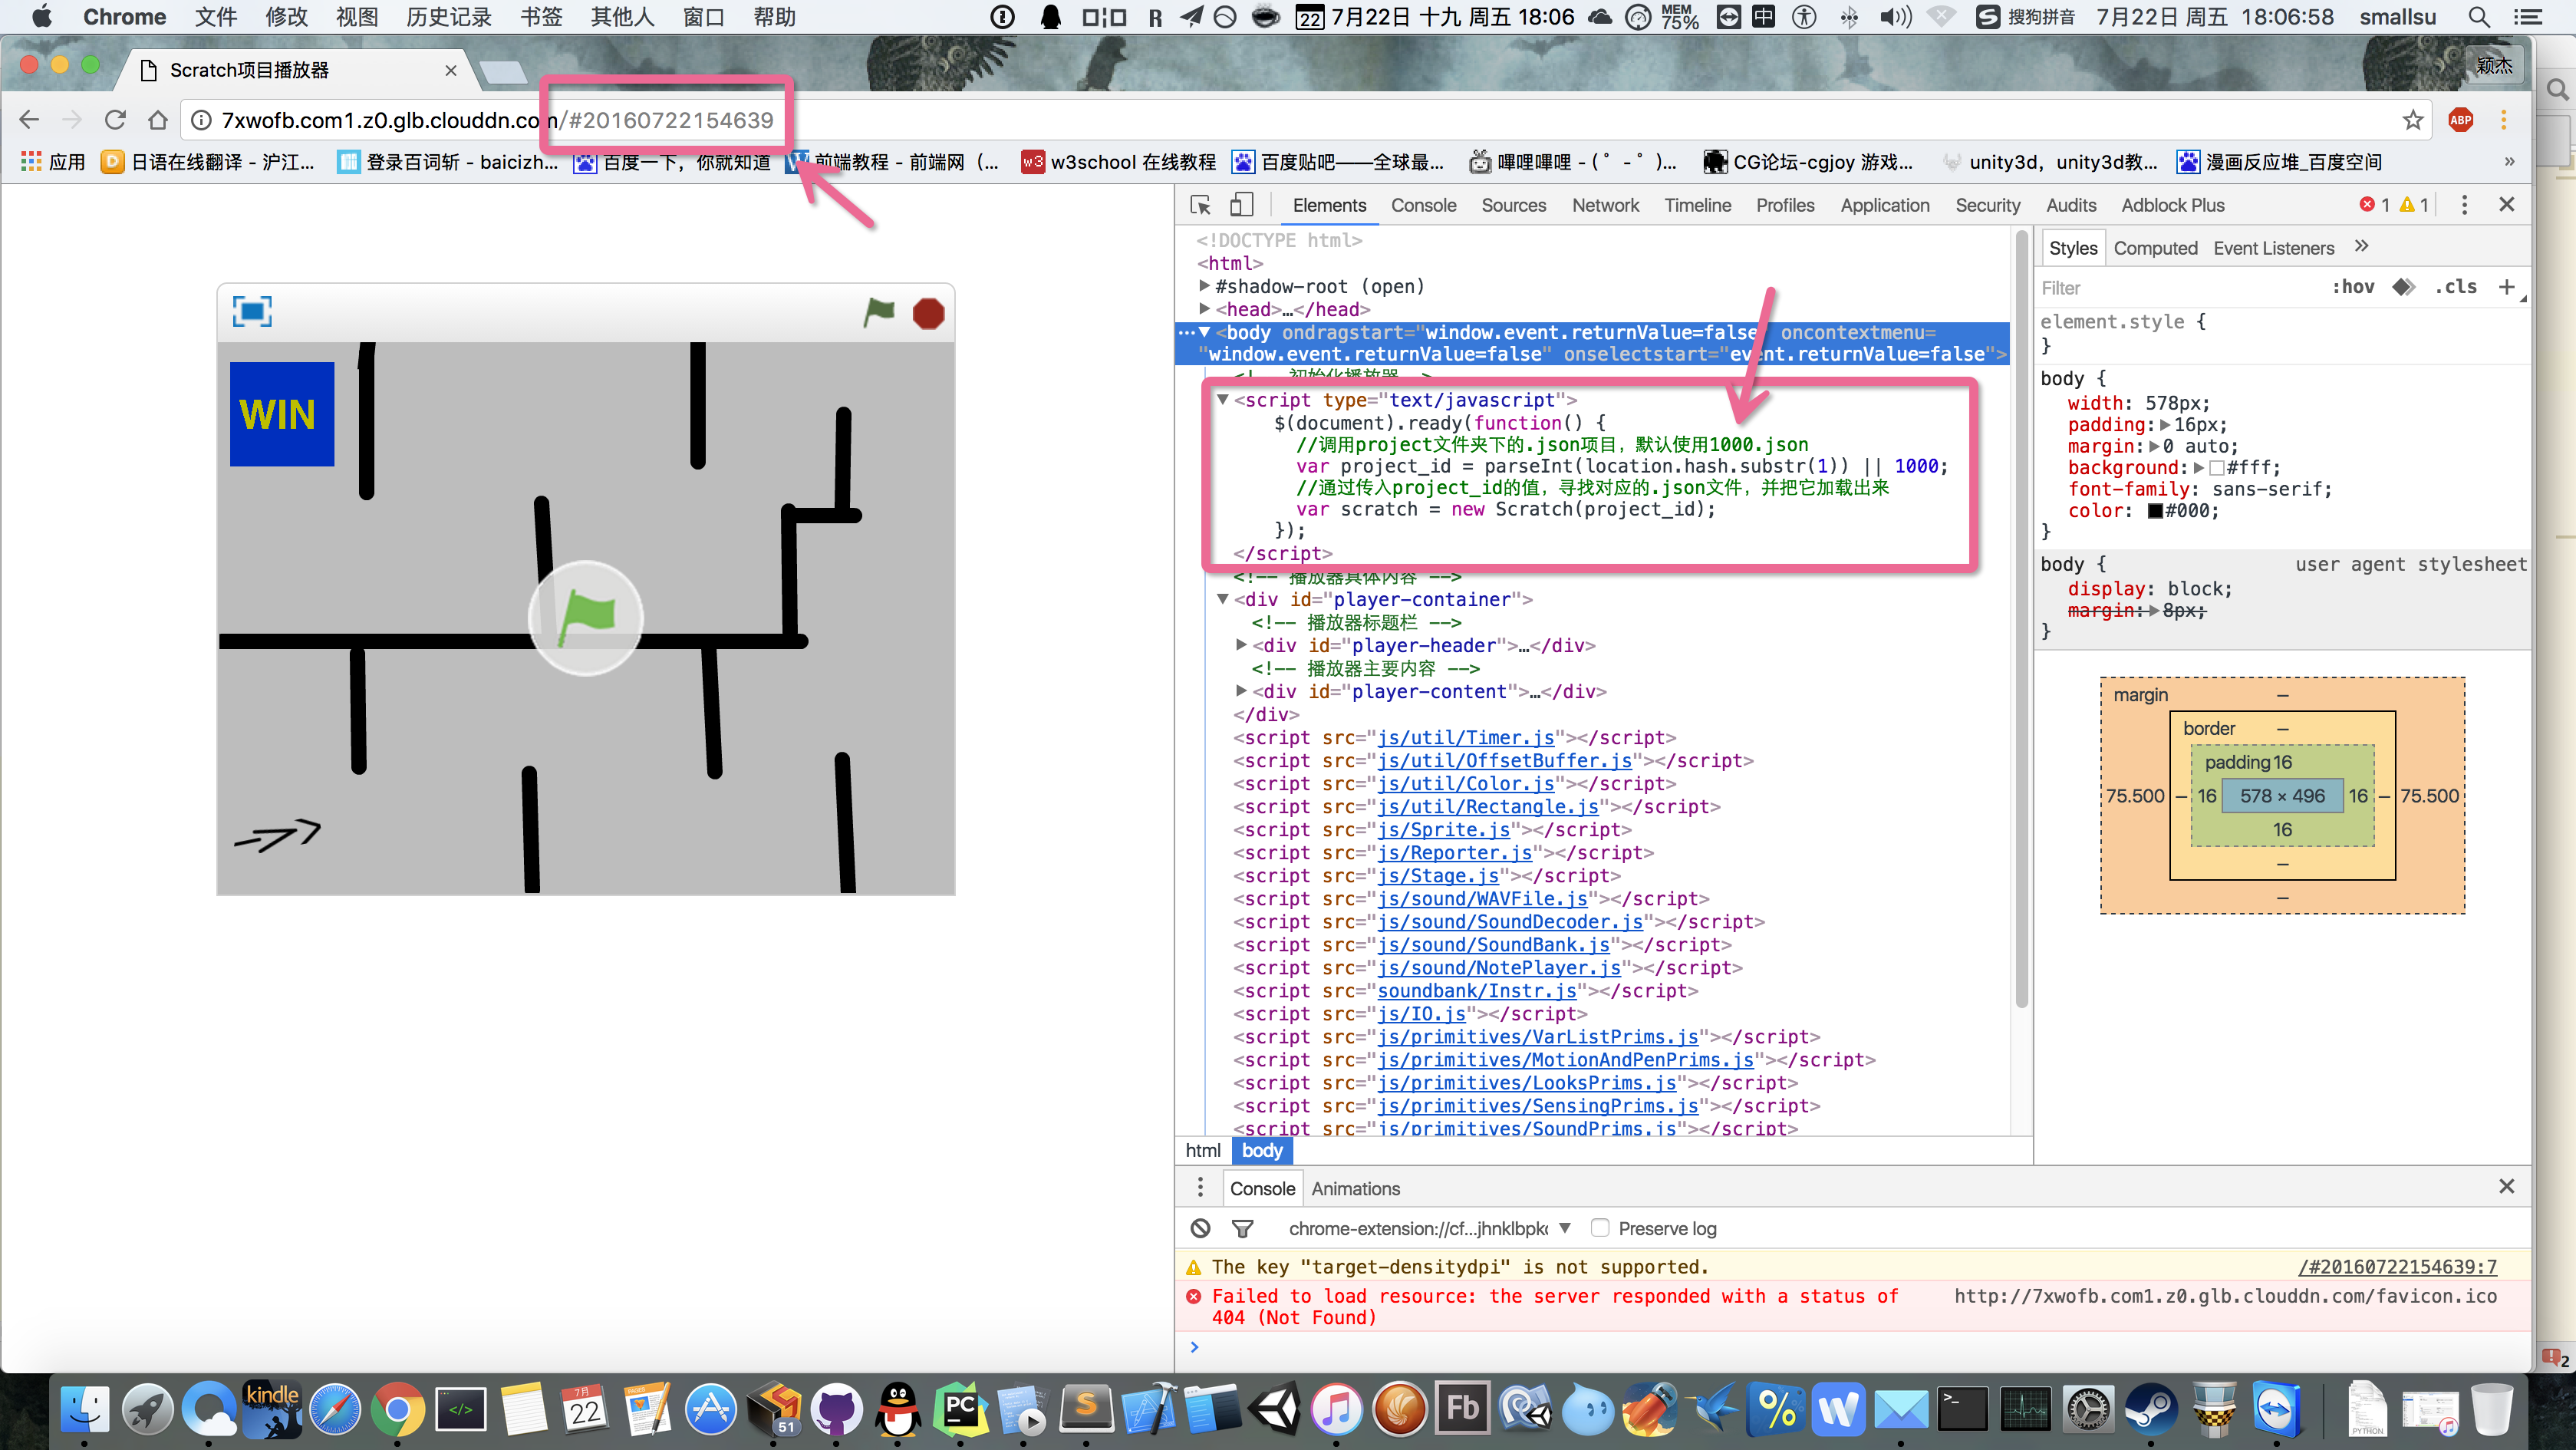 Chrome 文件 修改 视图 历史记录 书签 其他人 窗口 帮助 22 7月22日 十九 周五 18:06 MEM 75% 中 搜狗拼音 7月22日 周五 18:06:58 smallsu
Scratch项目播放器
颖杰
7xwofb.com1.z0.glb.clouddn.com/#20160722154639
ABP
应用 日语在线翻译 - 沪江... 登录百词斩 - baicizh... 百度一下，你就知道 前端教程 - 前端网（... w3school 在线教程 百度贴吧——全球最... 哔哩哔哩 - ( ゜- ゜)... CG论坛-cgjoy 游戏... unity3d，unity3d教... 漫画反应堆_百度空间 »
WIN
Elements Console Sources Network Timeline Profiles Application Security Audits Adblock Plus 1 1
<!DOCTYPE html>
<html>
#shadow-root (open)
<head>…</head>
<body ondragstart="window.event.returnValue=false" oncontextmenu=
"window.event.returnValue=false" onselectstart="event.returnValue=false">
<!-- 初始化播放器 -->
<script type="text/javascript">
$(document).ready(function() {
//调用project文件夹下的.json项目，默认使用1000.json
var project_id = parseInt(location.hash.substr(1)) || 1000;
//通过传入project_id的值，寻找对应的.json文件，并把它加载出来
var scratch = new Scratch(project_id);
});
</script>
<!-- 播放器具体内容 -->
<div id="player-container">
<!-- 播放器标题栏 -->
<div id="player-header">…</div>
<!-- 播放器主要内容 -->
<div id="player-content">…</div>
</div>
<script src="js/util/Timer.js"></script>
<script src="js/util/OffsetBuffer.js"></script>
<script src="js/util/Color.js"></script>
<script src="js/util/Rectangle.js"></script>
<script src="js/Sprite.js"></script>
<script src="js/Reporter.js"></script>
<script src="js/Stage.js"></script>
<script src="js/sound/WAVFile.js"></script>
<script src="js/sound/SoundDecoder.js"></script>
<script src="js/sound/SoundBank.js"></script>
<script src="js/sound/NotePlayer.js"></script>
<script src="soundbank/Instr.js"></script>
<script src="js/IO.js"></script>
<script src="js/primitives/VarListPrims.js"></script>
<script src="js/primitives/MotionAndPenPrims.js"></script>
<script src="js/primitives/LooksPrims.js"></script>
<script src="js/primitives/SensingPrims.js"></script>
<script src="js/primitives/SoundPrims.js"></script>
html body
Styles Computed Event Listeners »
Filter :hov .cls +
element.style {
}
body {
width: 578px;
padding: 16px;
margin: 0 auto;
background: #fff;
font-family: sans-serif;
color: #000;
}
body { user agent stylesheet
display: block;
margin: 8px;
}
margin –
border –
padding 16
75.500 – 16 578 × 496 16 – 75.500
16
–
–
Console Animations
chrome-extension://cf...jhnklbpkc Preserve log
The key "target-densitydpi" is not supported. /#20160722154639:7
Failed to load resource: the server responded with a status of http://7xwofb.com1.z0.glb.clouddn.com/favicon.ico
404 (Not Found)
2
kindle </> 7月 22 PAGES 51 PC S Fb % W >_ PYTHON